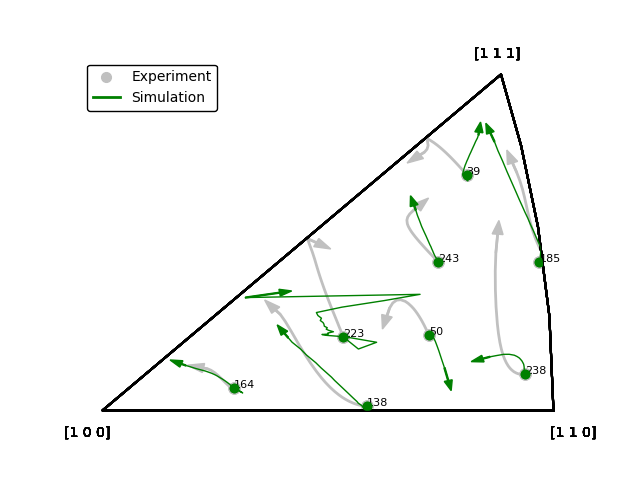 [1 1 1]
Experiment
Simulation
39
243
185
223
50
238
164
138
[1 0 0]
[1 1 0]